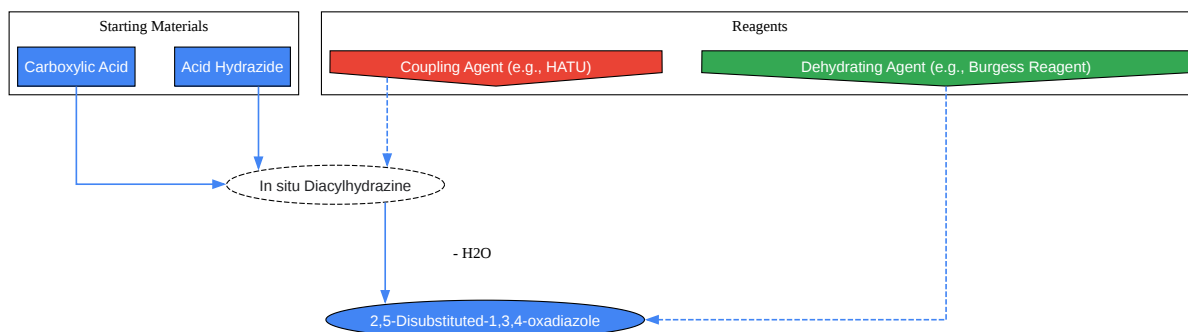 Starting Materials
Reagents
Carboxylic Acid
Acid Hydrazide
Coupling Agent (e.g., HATU)
Dehydrating Agent (e.g., Burgess Reagent)
In situ Diacylhydrazine
- H2O
2,5-Disubstituted-1,3,4-oxadiazole